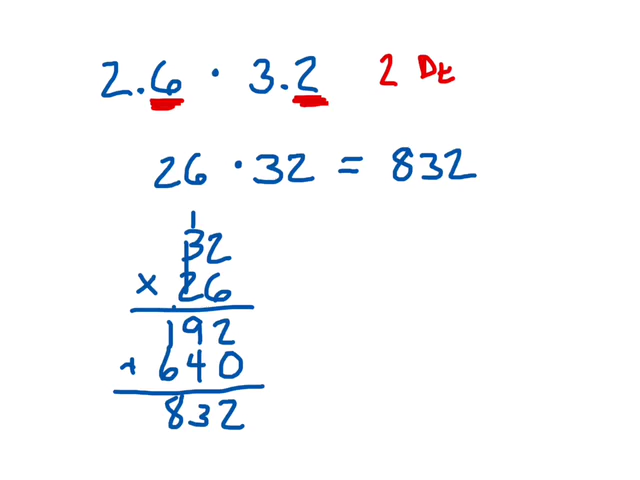 2.6 · 3.2 2 Dt
26 · 32 = 832
1
32
x 26
192
+ 640
832